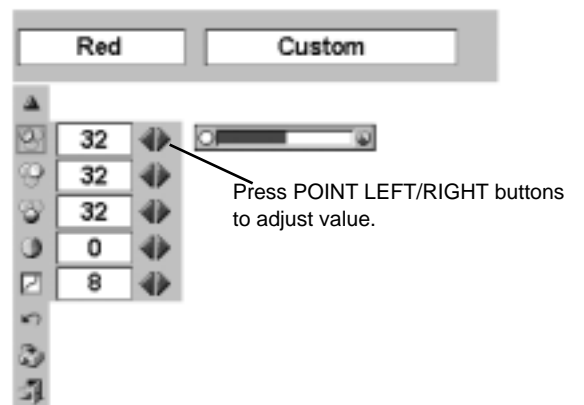 Red Custom
32
32
32
0
8
Press POINT LEFT/RIGHT buttons
to adjust value.